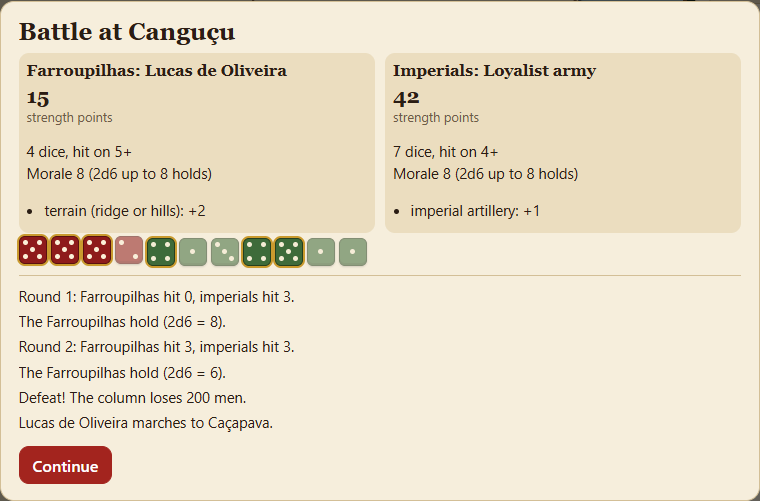 Battle at Canguçu
Farroupilhas: Lucas de Oliveira
15
strength points
4 dice, hit on 5+
Morale 8 (2d6 up to 8 holds)
• terrain (ridge or hills): +2
Imperials: Loyalist army
42
strength points
7 dice, hit on 4+
Morale 8 (2d6 up to 8 holds)
• imperial artillery: +1
Round 1: Farroupilhas hit 0, imperials hit 3.
The Farroupilhas hold (2d6 = 8).
Round 2: Farroupilhas hit 3, imperials hit 3.
The Farroupilhas hold (2d6 = 6).
Defeat! The column loses 200 men.
Lucas de Oliveira marches to Caçapava.
Continue